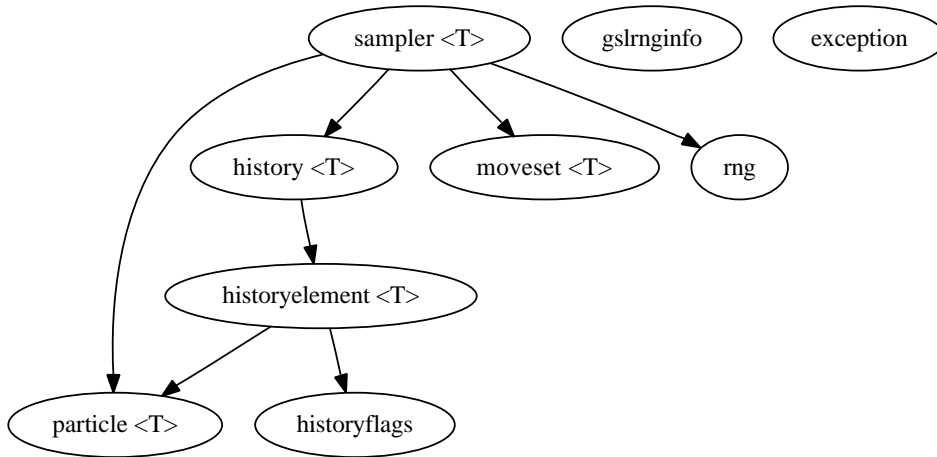 sampler <T>
gslrnginfo
exception
history <T>
moveset <T>
rng
historyelement <T>
particle <T>
historyflags